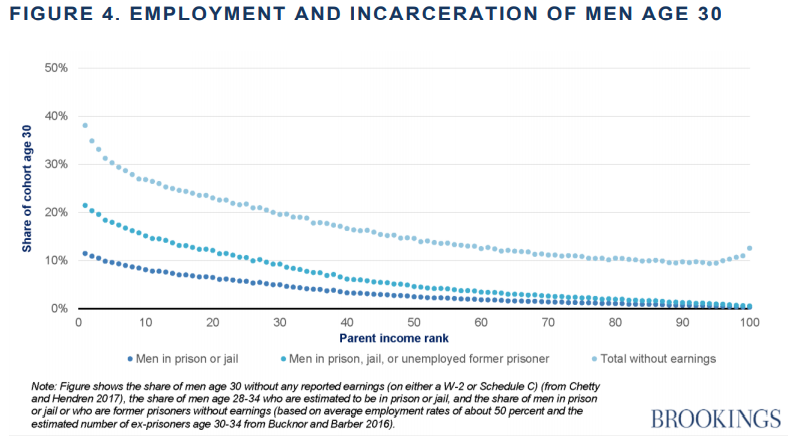 FIGURE 4. EMPLOYMENT AND INCARCERATION OF MEN AGE 30
50%
40%
30%
20%
10%
0%
Share of cohort age 30
0 10 20 30 40 50 60 70 80 90 100
Parent income rank
Men in prison or jail Men in prison, jail, or unemployed former prisoner Total without earnings
Note: Figure shows the share of men age 30 without any reported earnings (on either a W-2 or Schedule C) (from Chetty
and Hendren 2017), the share of men age 28-34 who are estimated to be in prison or jail, and the share of men in prison
or jail or who are former prisoners without earnings (based on average employment rates of about 50 percent and the
estimated number of ex-prisoners age 30-34 from Bucknor and Barber 2016).
BROOKINGS